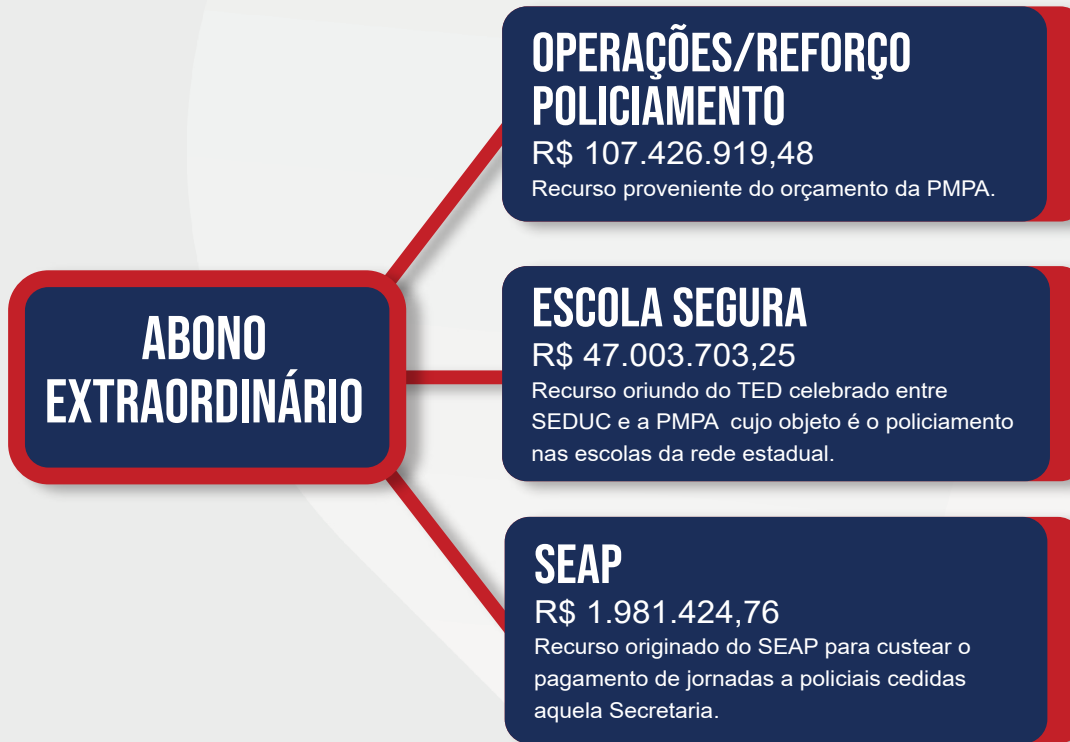 OPERAÇÕES/REFORÇO
POLICIAMENTO
R$ 107.426.919,48
Recurso proveniente do orçamento da PMPA.
ABONO
EXTRAORDINÁRIO
ESCOLA SEGURA
R$ 47.003.703,25
Recurso oriundo do TED celebrado entre
SEDUC e a PMPA cujo objeto é o policiamento
nas escolas da rede estadual.
SEAP
R$ 1.981.424,76
Recurso originado do SEAP para custear o
pagamento de jornadas a policiais cedidas
aquela Secretaria.